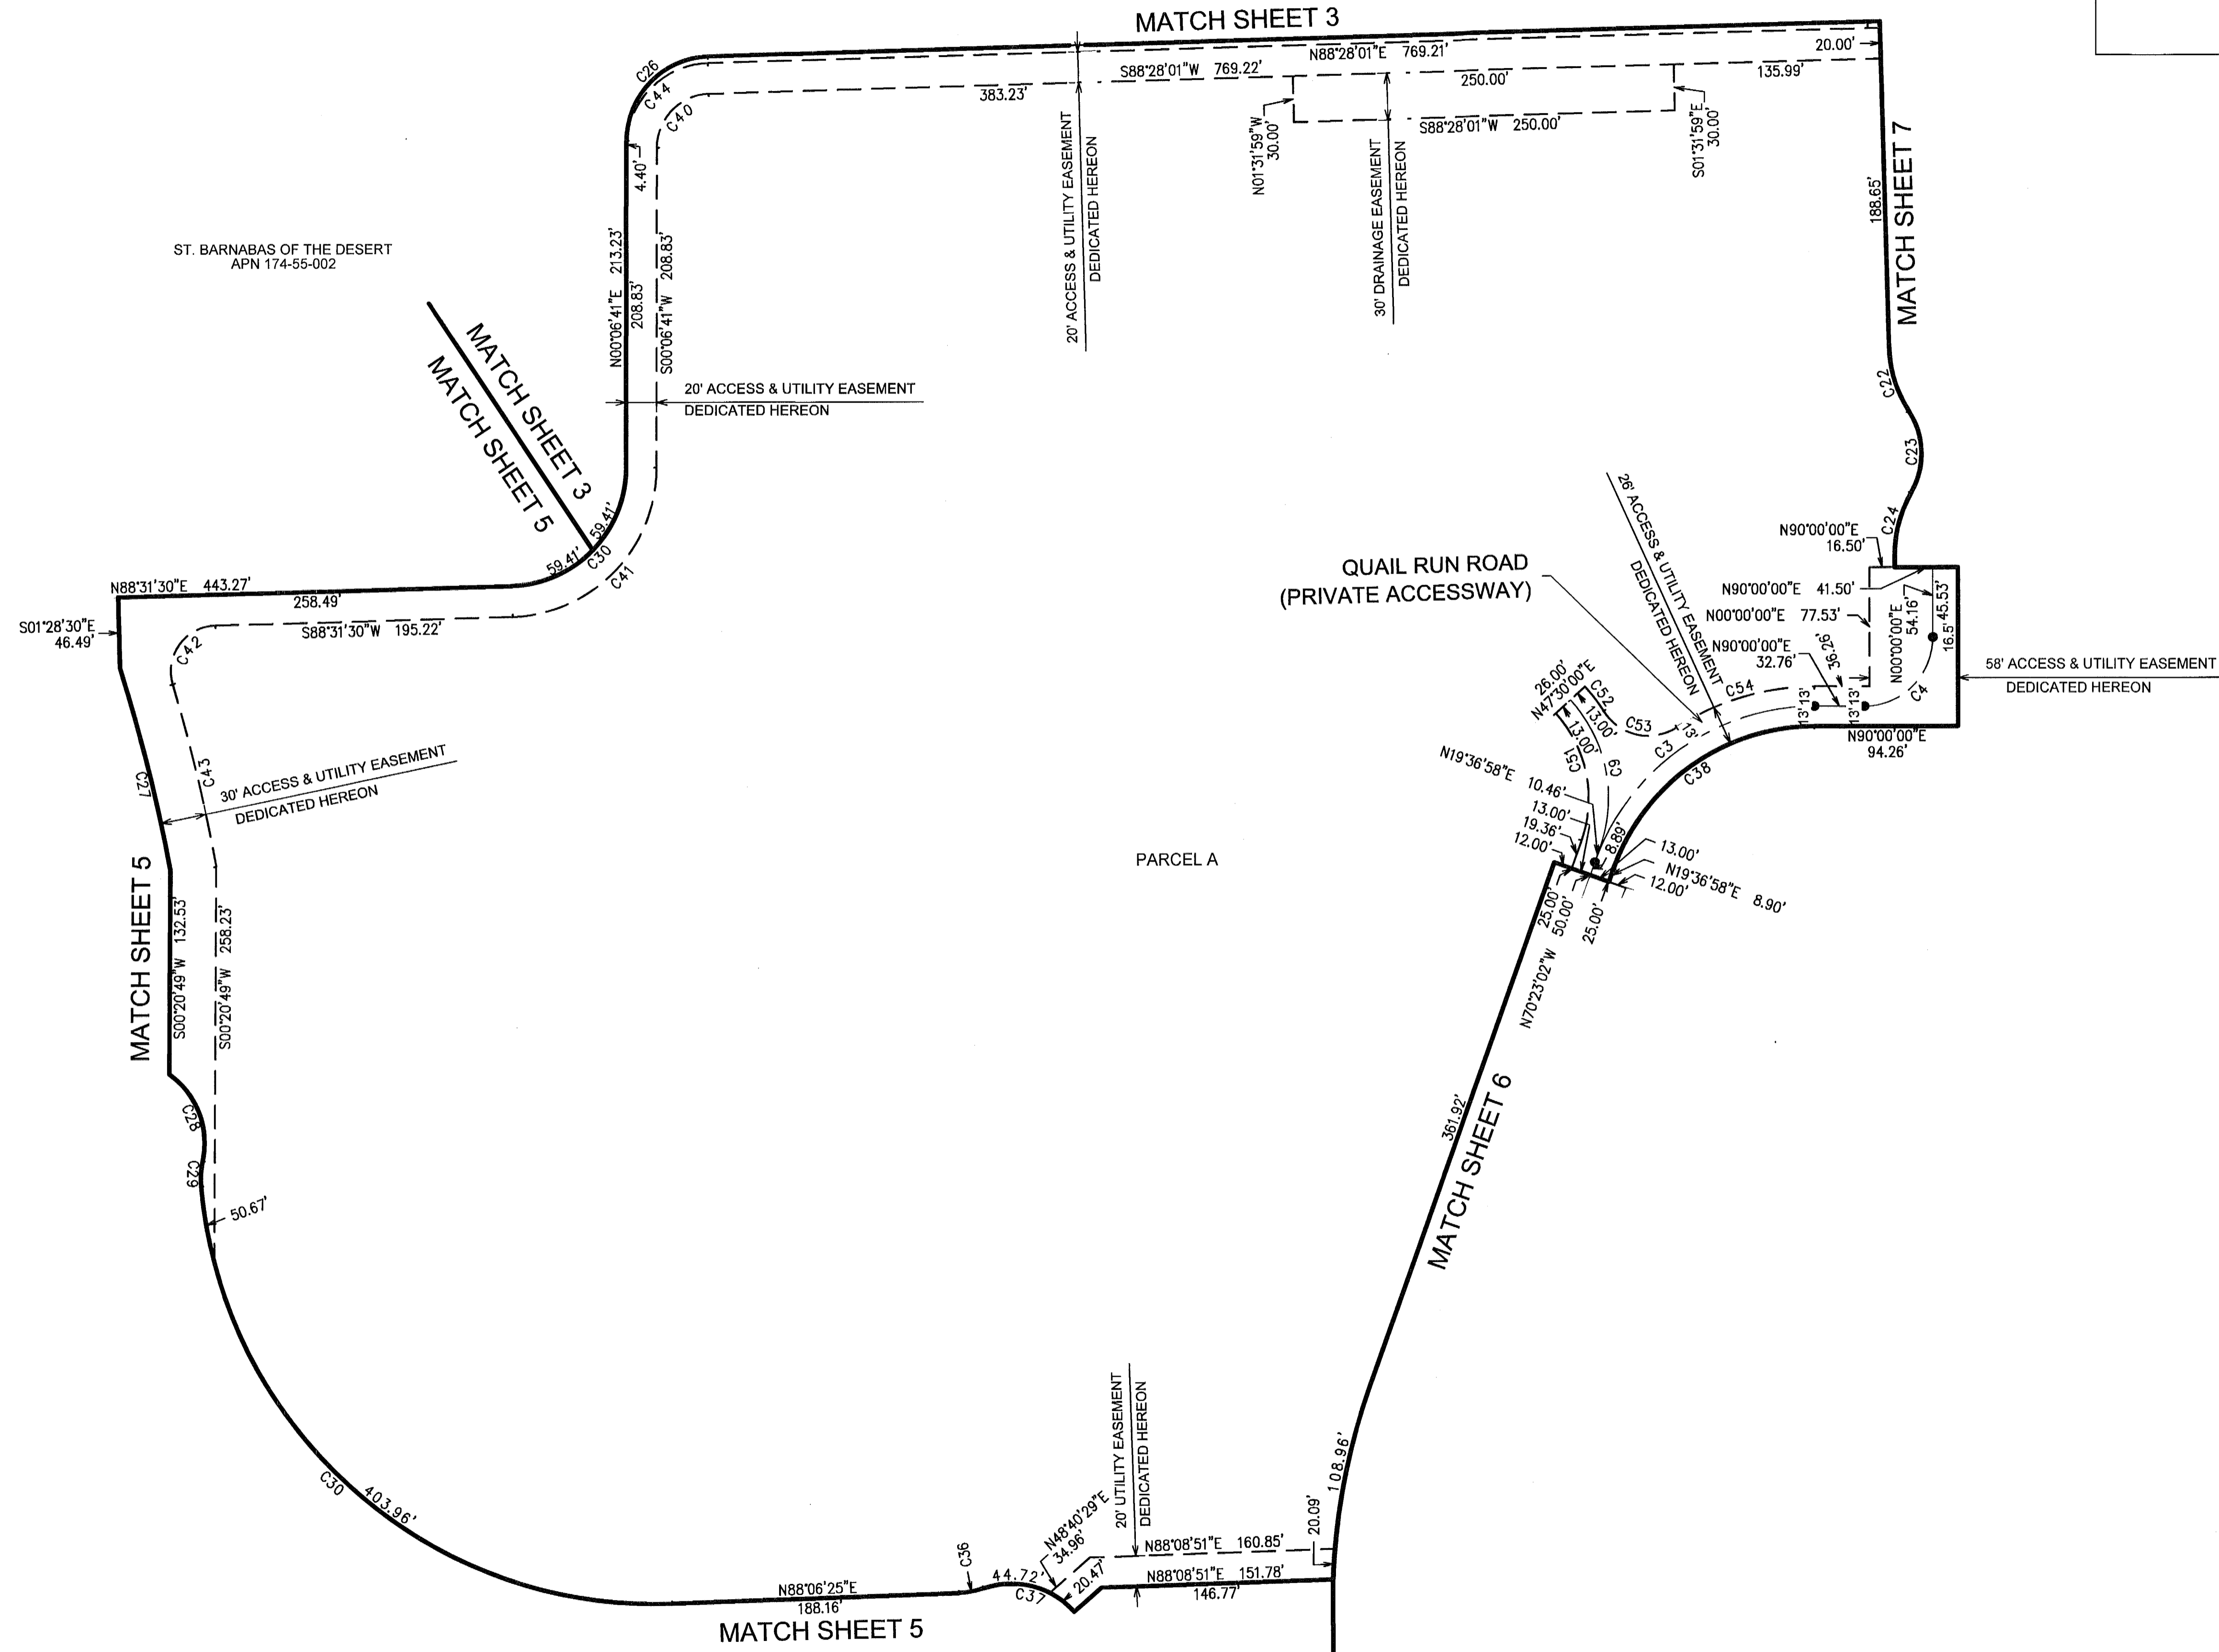 MATCH SHEET 3
N88°28'01"E 769.21'
20.00'
S88°28'01"W 769.22'
383.23'
250.00'
135.99'
S88°28'01"W 250.00'
N01°31'59"W
30.00'
S01°31'59"E
30.00'
20' ACCESS & UTILITY EASEMENT
DEDICATED HEREON
30' DRAINAGE EASEMENT
DEDICATED HEREON
C26
C44
C40
4.40'
N00°06'41"E 213.23'
208.83'
S00°06'41"W 208.83'
188.65'
MATCH SHEET 7
ST. BARNABAS OF THE DESERT
APN 174-55-002
MATCH SHEET 3
MATCH SHEET 5
20' ACCESS & UTILITY EASEMENT
DEDICATED HEREON
C22
C23
C24
59.41'
59.41'
C30
C41
N88°31'30"E 443.27'
258.49'
S88°31'30"W 195.22'
S01°28'30"E
46.49'
C42
C43
C27
30' ACCESS & UTILITY EASEMENT
DEDICATED HEREON
26' ACCESS & UTILITY EASEMENT
DEDICATED HEREON
QUAIL RUN ROAD
(PRIVATE ACCESSWAY)
N90°00'00"E
16.50'
N90°00'00"E 41.50'
N00°00'00"E 77.53'
N90°00'00"E
32.76'
36.26'
N00°00'00"E
54.16'
45.53'
16.5'
C4
58' ACCESS & UTILITY EASEMENT
DEDICATED HEREON
13'
13'
13'
13'
N90°00'00"E
94.26'
26.00'
N47°30'00"E
C52
13.00'
13.00'
C51
C53
C54
13'
C3
C9
C38
N19°36'58"E 10.46'
13.00'
19.36'
12.00'
8.89'
13.00'
N19°36'58"E 8.90'
12.00'
25.00'
50.00'
25.00'
N70°23'02"W
PARCEL A
MATCH SHEET 5
S00°20'49"W 132.53'
S00°20'49"W 258.23'
C28
C29
50.67'
361.92'
MATCH SHEET 6
C30
403.96'
108.96'
20.09'
20' UTILITY EASEMENT
DEDICATED HEREON
N48°40'29"E
34.96'
N88°08'51"E 160.85'
N88°08'51"E 151.78'
146.77'
20.47'
C36
44.72'
C37
N88°06'25"E
188.16'
MATCH SHEET 5